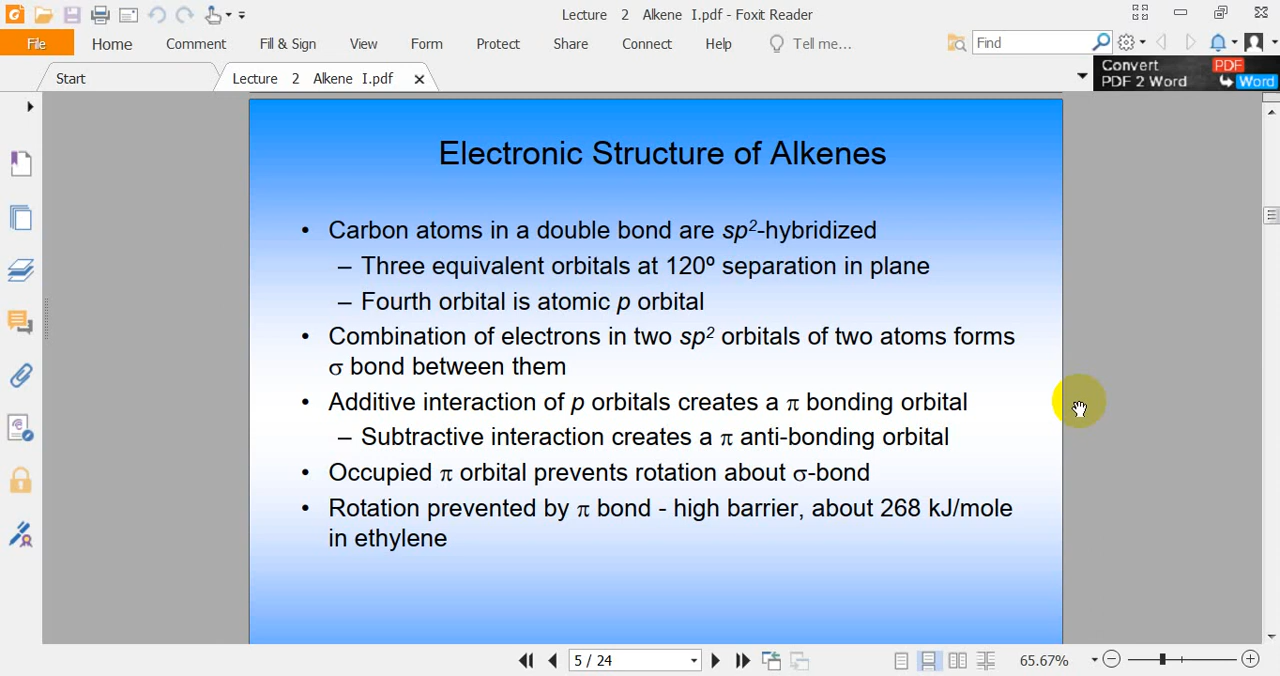 Lecture 2 Alkene I.pdf - Foxit Reader
File Home Comment Fill & Sign View Form Protect Share Connect Help Tell me... Find
Start Lecture 2 Alkene I.pdf
Convert PDF
PDF 2 Word Word
Electronic Structure of Alkenes
• Carbon atoms in a double bond are sp²-hybridized
– Three equivalent orbitals at 120º separation in plane
– Fourth orbital is atomic p orbital
• Combination of electrons in two sp² orbitals of two atoms forms
σ bond between them
• Additive interaction of p orbitals creates a π bonding orbital
– Subtractive interaction creates a π anti-bonding orbital
• Occupied π orbital prevents rotation about σ-bond
• Rotation prevented by π bond - high barrier, about 268 kJ/mole
in ethylene
5 / 24 65.67%